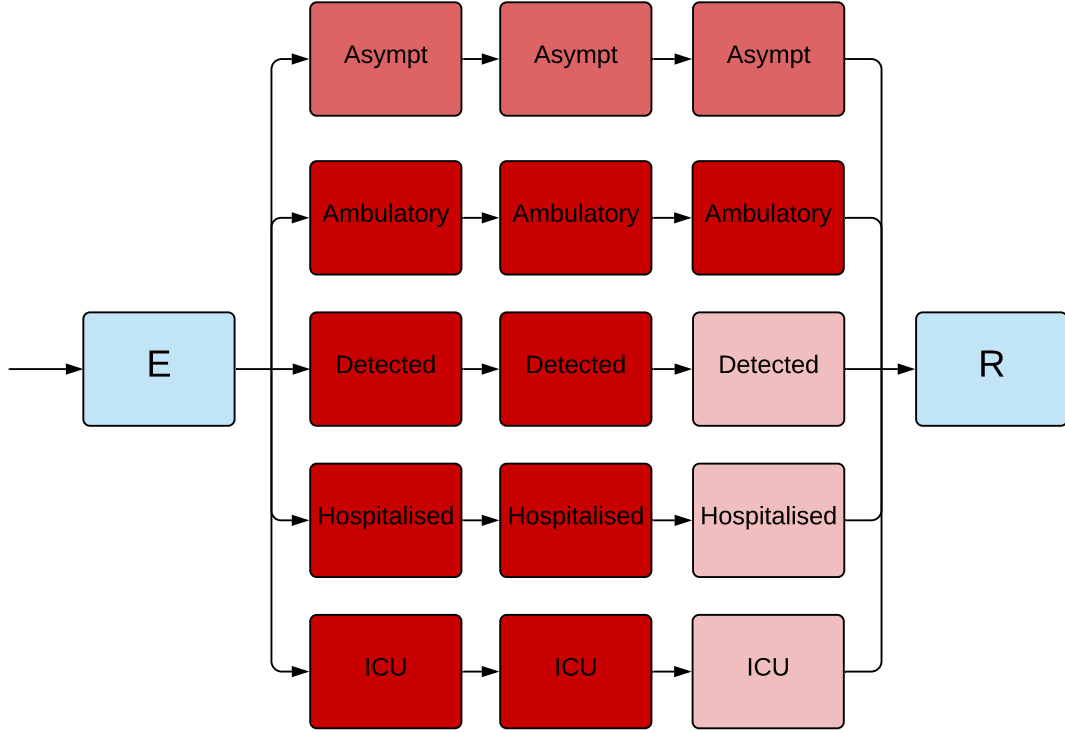 Asympt
Asympt
Asympt
Ambulatory
Ambulatory
Ambulatory
E
Detected
Detected
Detected
R
Hospitalised
Hospitalised
Hospitalised
ICU
ICU
ICU